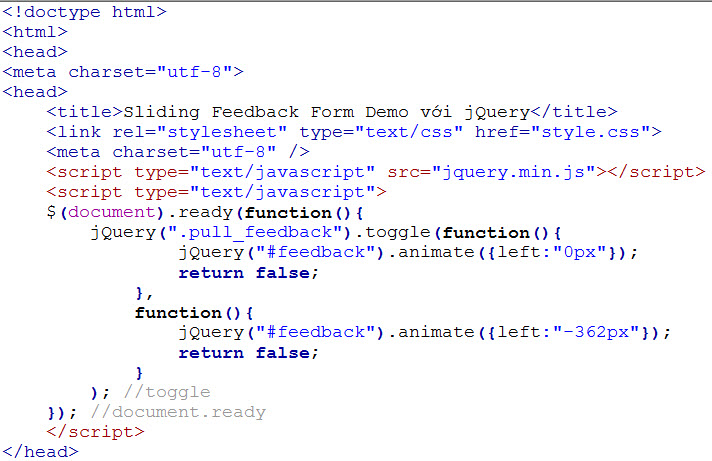 <!doctype html>
<html>
<head>
<meta charset="utf-8">
<head>
    <title>Sliding Feedback Form Demo với jQuery</title>
    <link rel="stylesheet" type="text/css" href="style.css">
    <meta charset="utf-8" />
    <script type="text/javascript" src="jquery.min.js"></script>
    <script type="text/javascript">
    $(document).ready(function(){
        jQuery(".pull_feedback").toggle(function(){
                jQuery("#feedback").animate({left:"0px"});
                return false;
            },
            function(){
                jQuery("#feedback").animate({left:"-362px"});
                return false;
            }
        ); //toggle
    }); //document.ready
    </script>
</head>